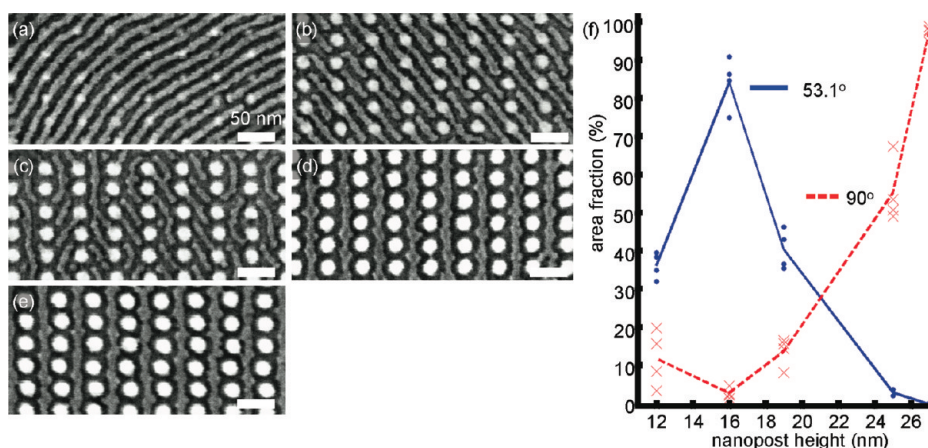 (a)
50 nm
(b)
(c)
(d)
(e)
(f)
area fraction (%)
100
90
80
70
60
50
40
30
20
10
0
53.1°
90°
12 14 16 18 20 22 24 26
nanopost height (nm)